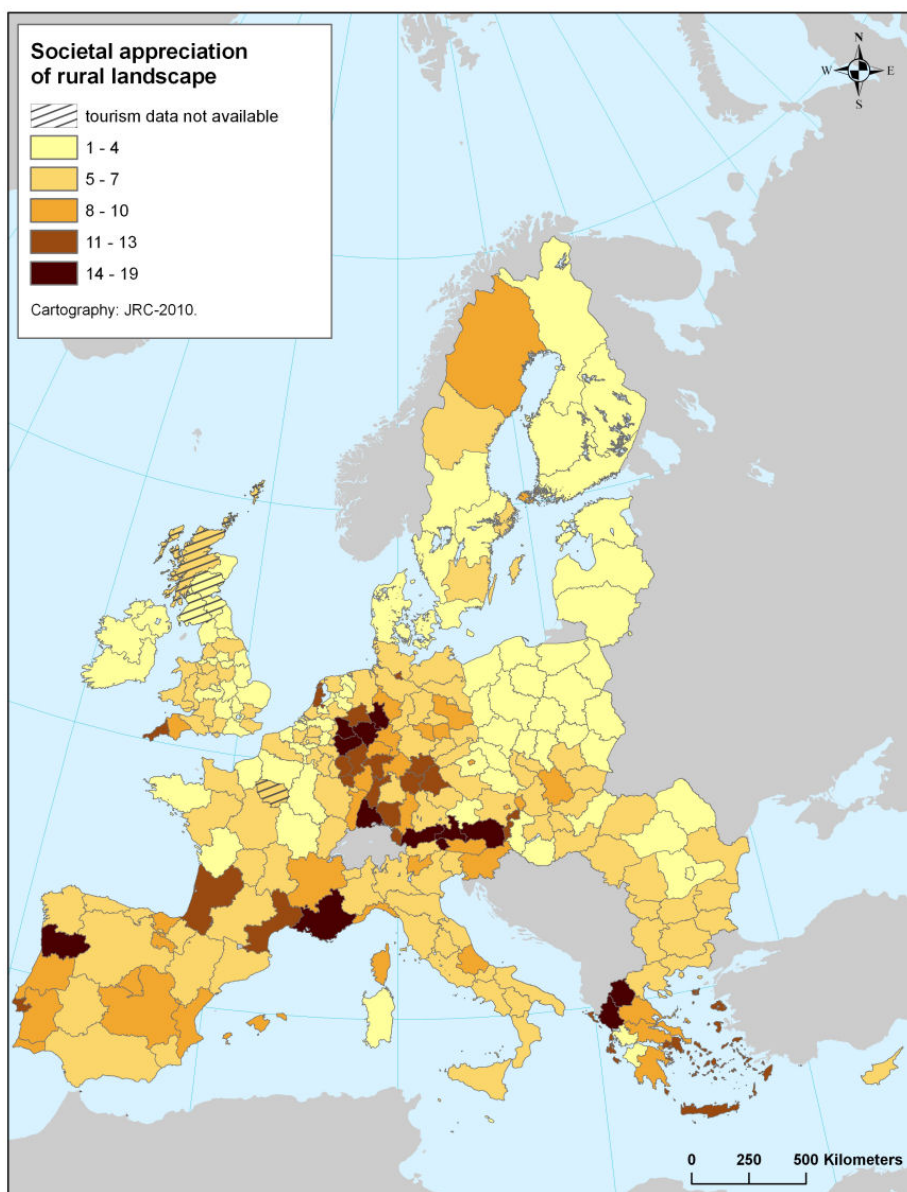 Societal appreciation
of rural landscape
tourism data not available
1 - 4
5 - 7
8 - 10
11 - 13
14 - 19
Cartography: JRC-2010.
N
W E
S
0 250 500 Kilometers